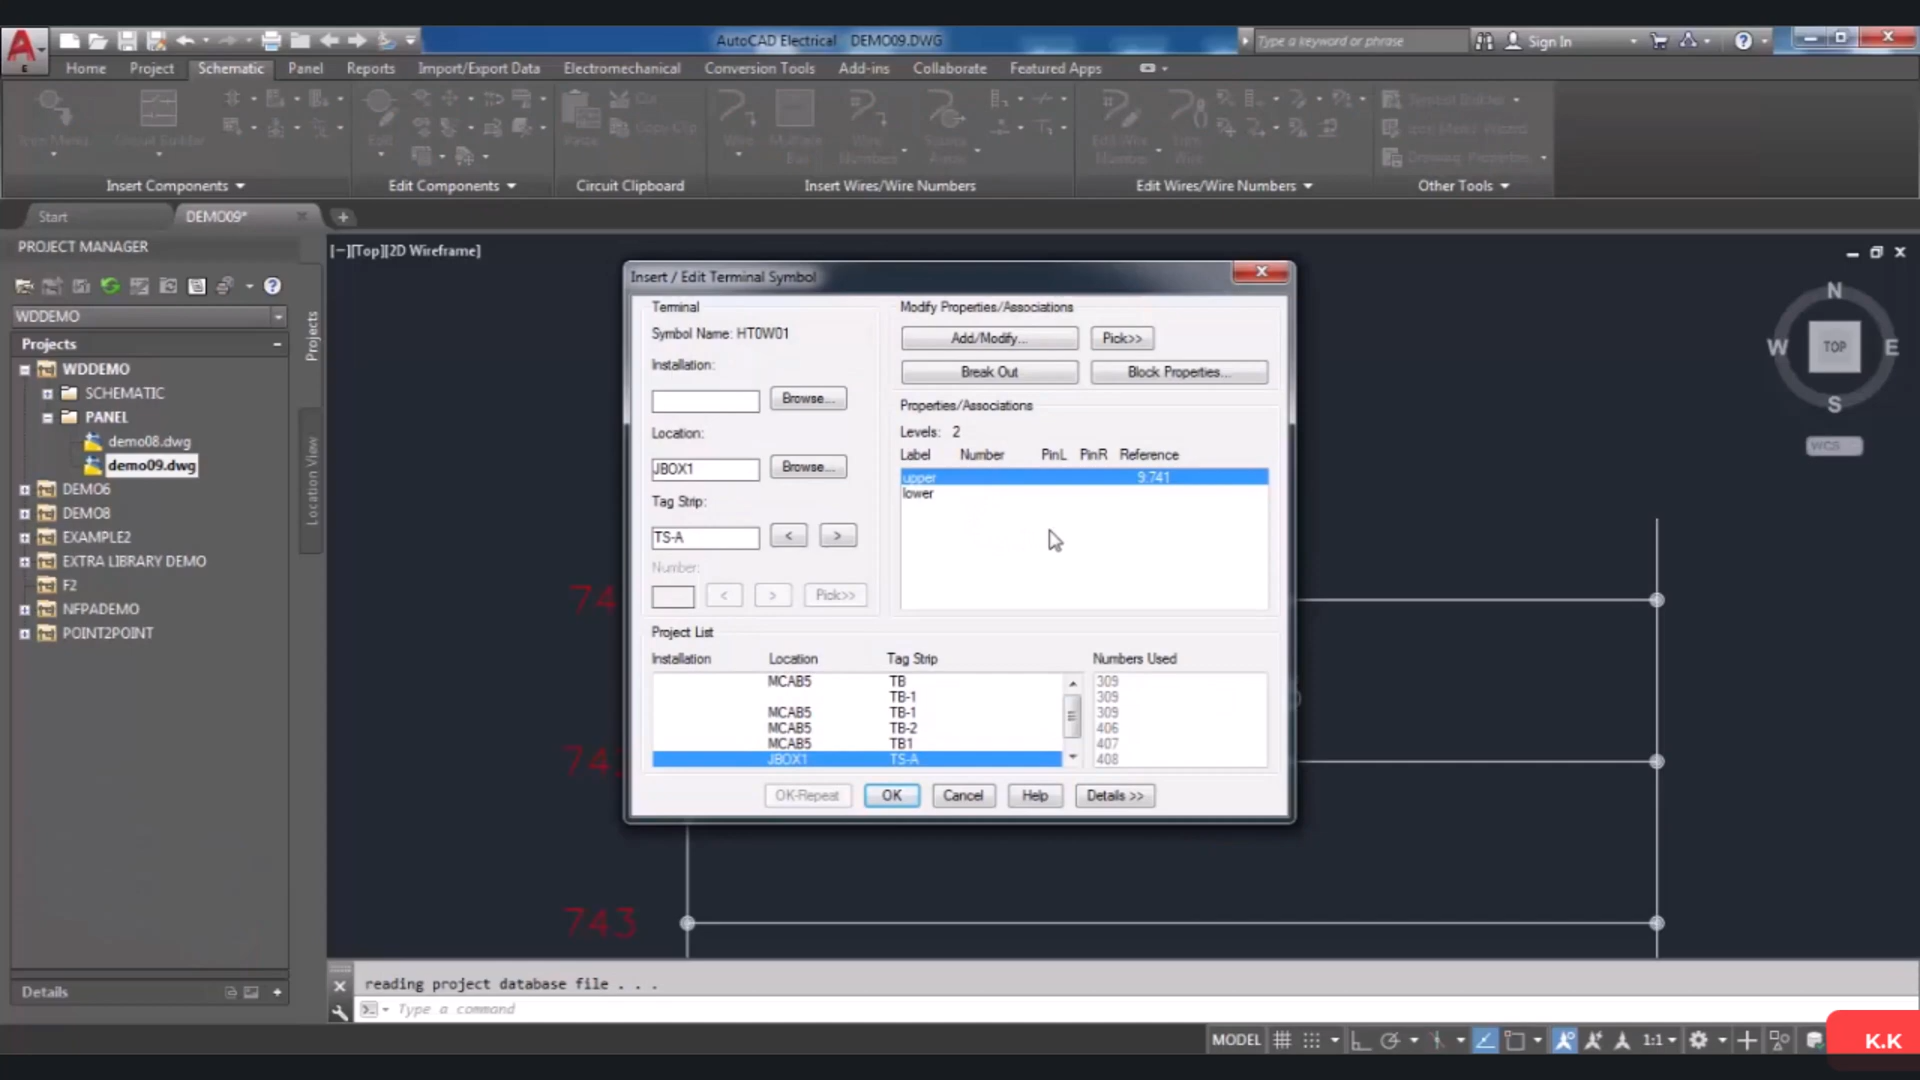 AutoCAD Electrical DEMO09.DWG
Type a keyword or phrase
Sign In
Home Project Schematic Panel Reports Import/Export Data Electromechanical Conversion Tools Add-ins Collaborate Featured Apps
Insert Components Edit Components Circuit Clipboard Insert Wires/Wire Numbers Edit Wires/Wire Numbers Other Tools
Start DEMO09*
PROJECT MANAGER
[−][Top][2D Wireframe]
WDDEMO
Projects
WDDEMO
SCHEMATIC
PANEL
demo08.dwg
demo09.dwg
DEMO6
DEMO8
EXAMPLE2
EXTRA LIBRARY DEMO
F2
NFPADEMO
POINT2POINT
Details
Projects
Location View
Insert / Edit Terminal Symbol
Terminal
Symbol Name: HT0W01
Installation:
Browse...
Location:
JBOX1
Browse...
Tag Strip:
TS-A
<
>
Number:
<
>
Pick>>
Modify Properties/Associations
Add/Modify...
Pick>>
Break Out
Block Properties...
Properties/Associations
Levels: 2
Label Number PinL PinR Reference
upper 9.741
lower
Project List
Installation Location Tag Strip
MCAB5 TB
TB-1
MCAB5 TB-1
MCAB5 TB-2
MCAB5 TB1
JBOX1 TS-A
Numbers Used
309
309
309
406
407
408
OK-Repeat OK Cancel Help Details >>
N
W TOP E
S
WCS
74
74
743
reading project database file . . .
Type a command
MODEL
1:1
K.K